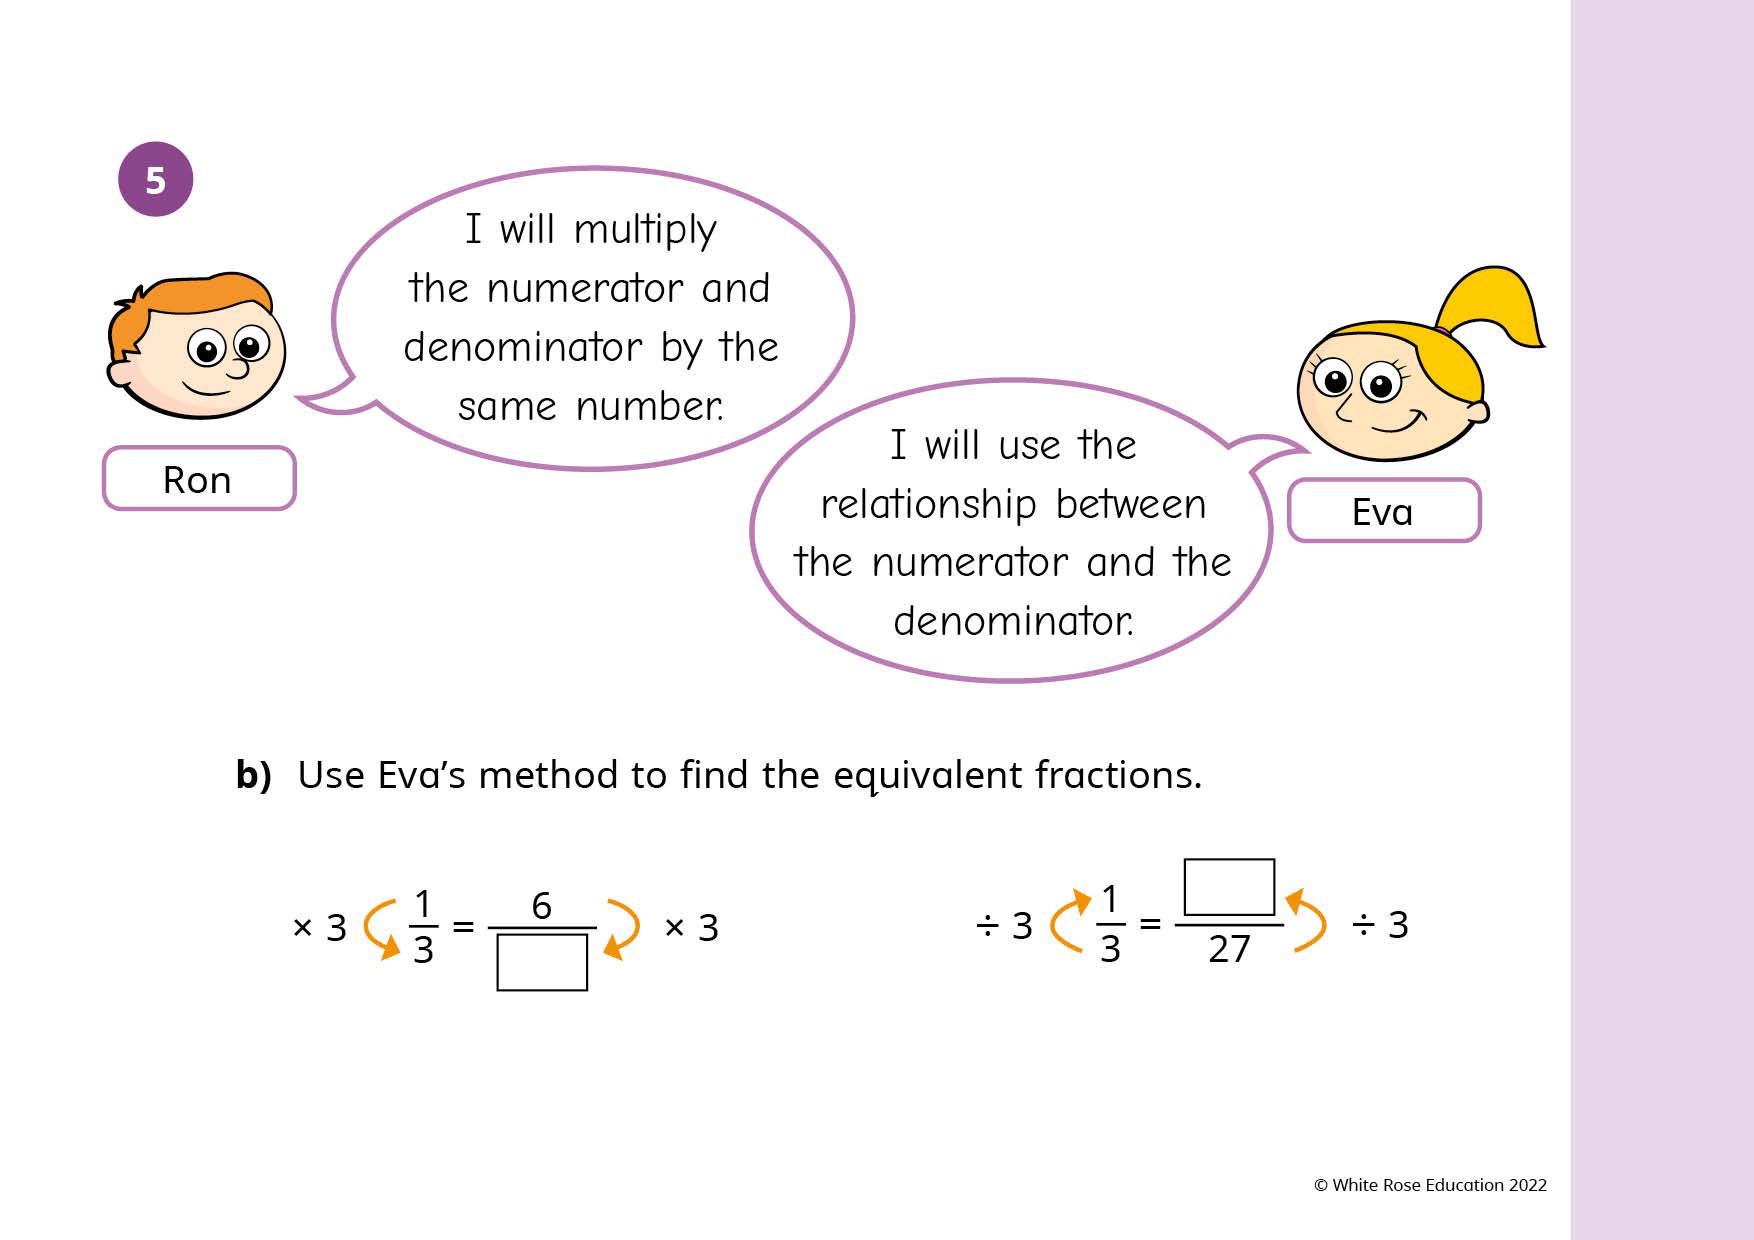 5
I will multiply
the numerator and
denominator by the
same number.
Ron
I will use the
relationship between
the numerator and the
denominator.
Eva
b) Use Eva’s method to find the equivalent fractions.
× 3 1/3 = 6/ × 3
÷ 3 1/3 = /27 ÷ 3
© White Rose Education 2022